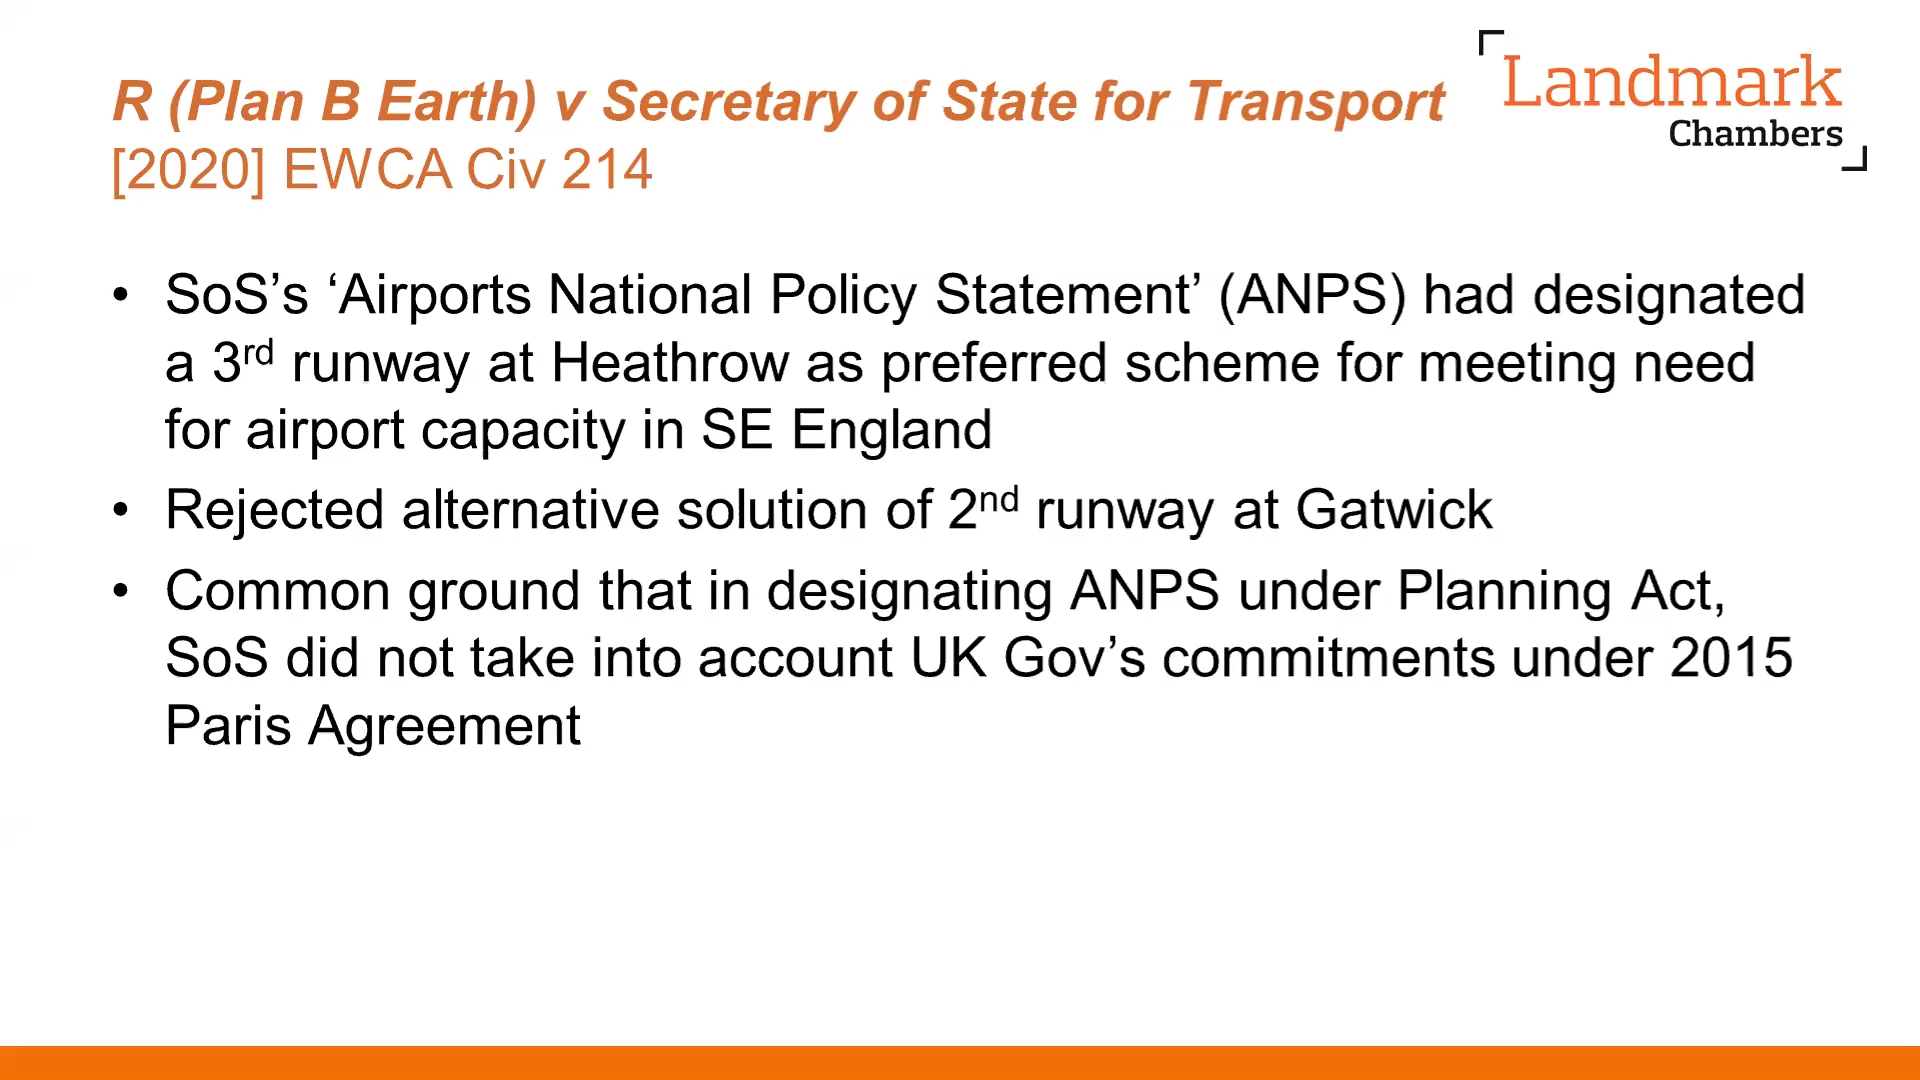 R (Plan B Earth) v Secretary of State for Transport
[2020] EWCA Civ 214
Landmark
Chambers
• SoS’s ‘Airports National Policy Statement’ (ANPS) had designated
a 3rd runway at Heathrow as preferred scheme for meeting need
for airport capacity in SE England
• Rejected alternative solution of 2nd runway at Gatwick
• Common ground that in designating ANPS under Planning Act,
SoS did not take into account UK Gov’s commitments under 2015
Paris Agreement